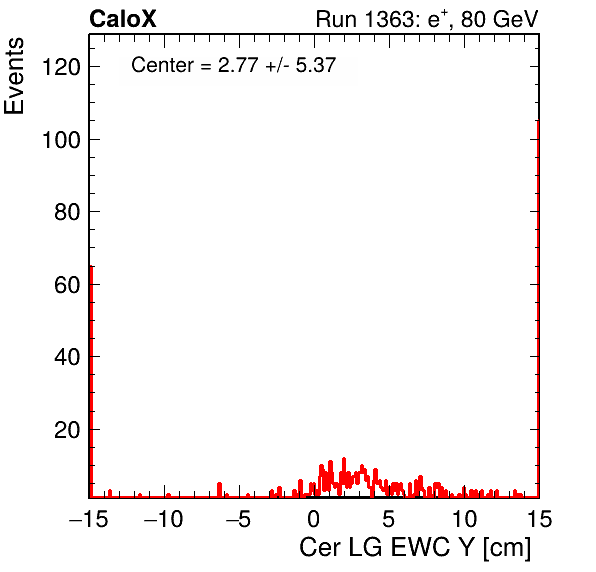 CaloX
Run 1363: e+, 80 GeV
Events
Center = 2.77 +/- 5.37
120
100
80
60
40
20
−15 −10 −5 0 5 10 15
Cer LG EWC Y [cm]